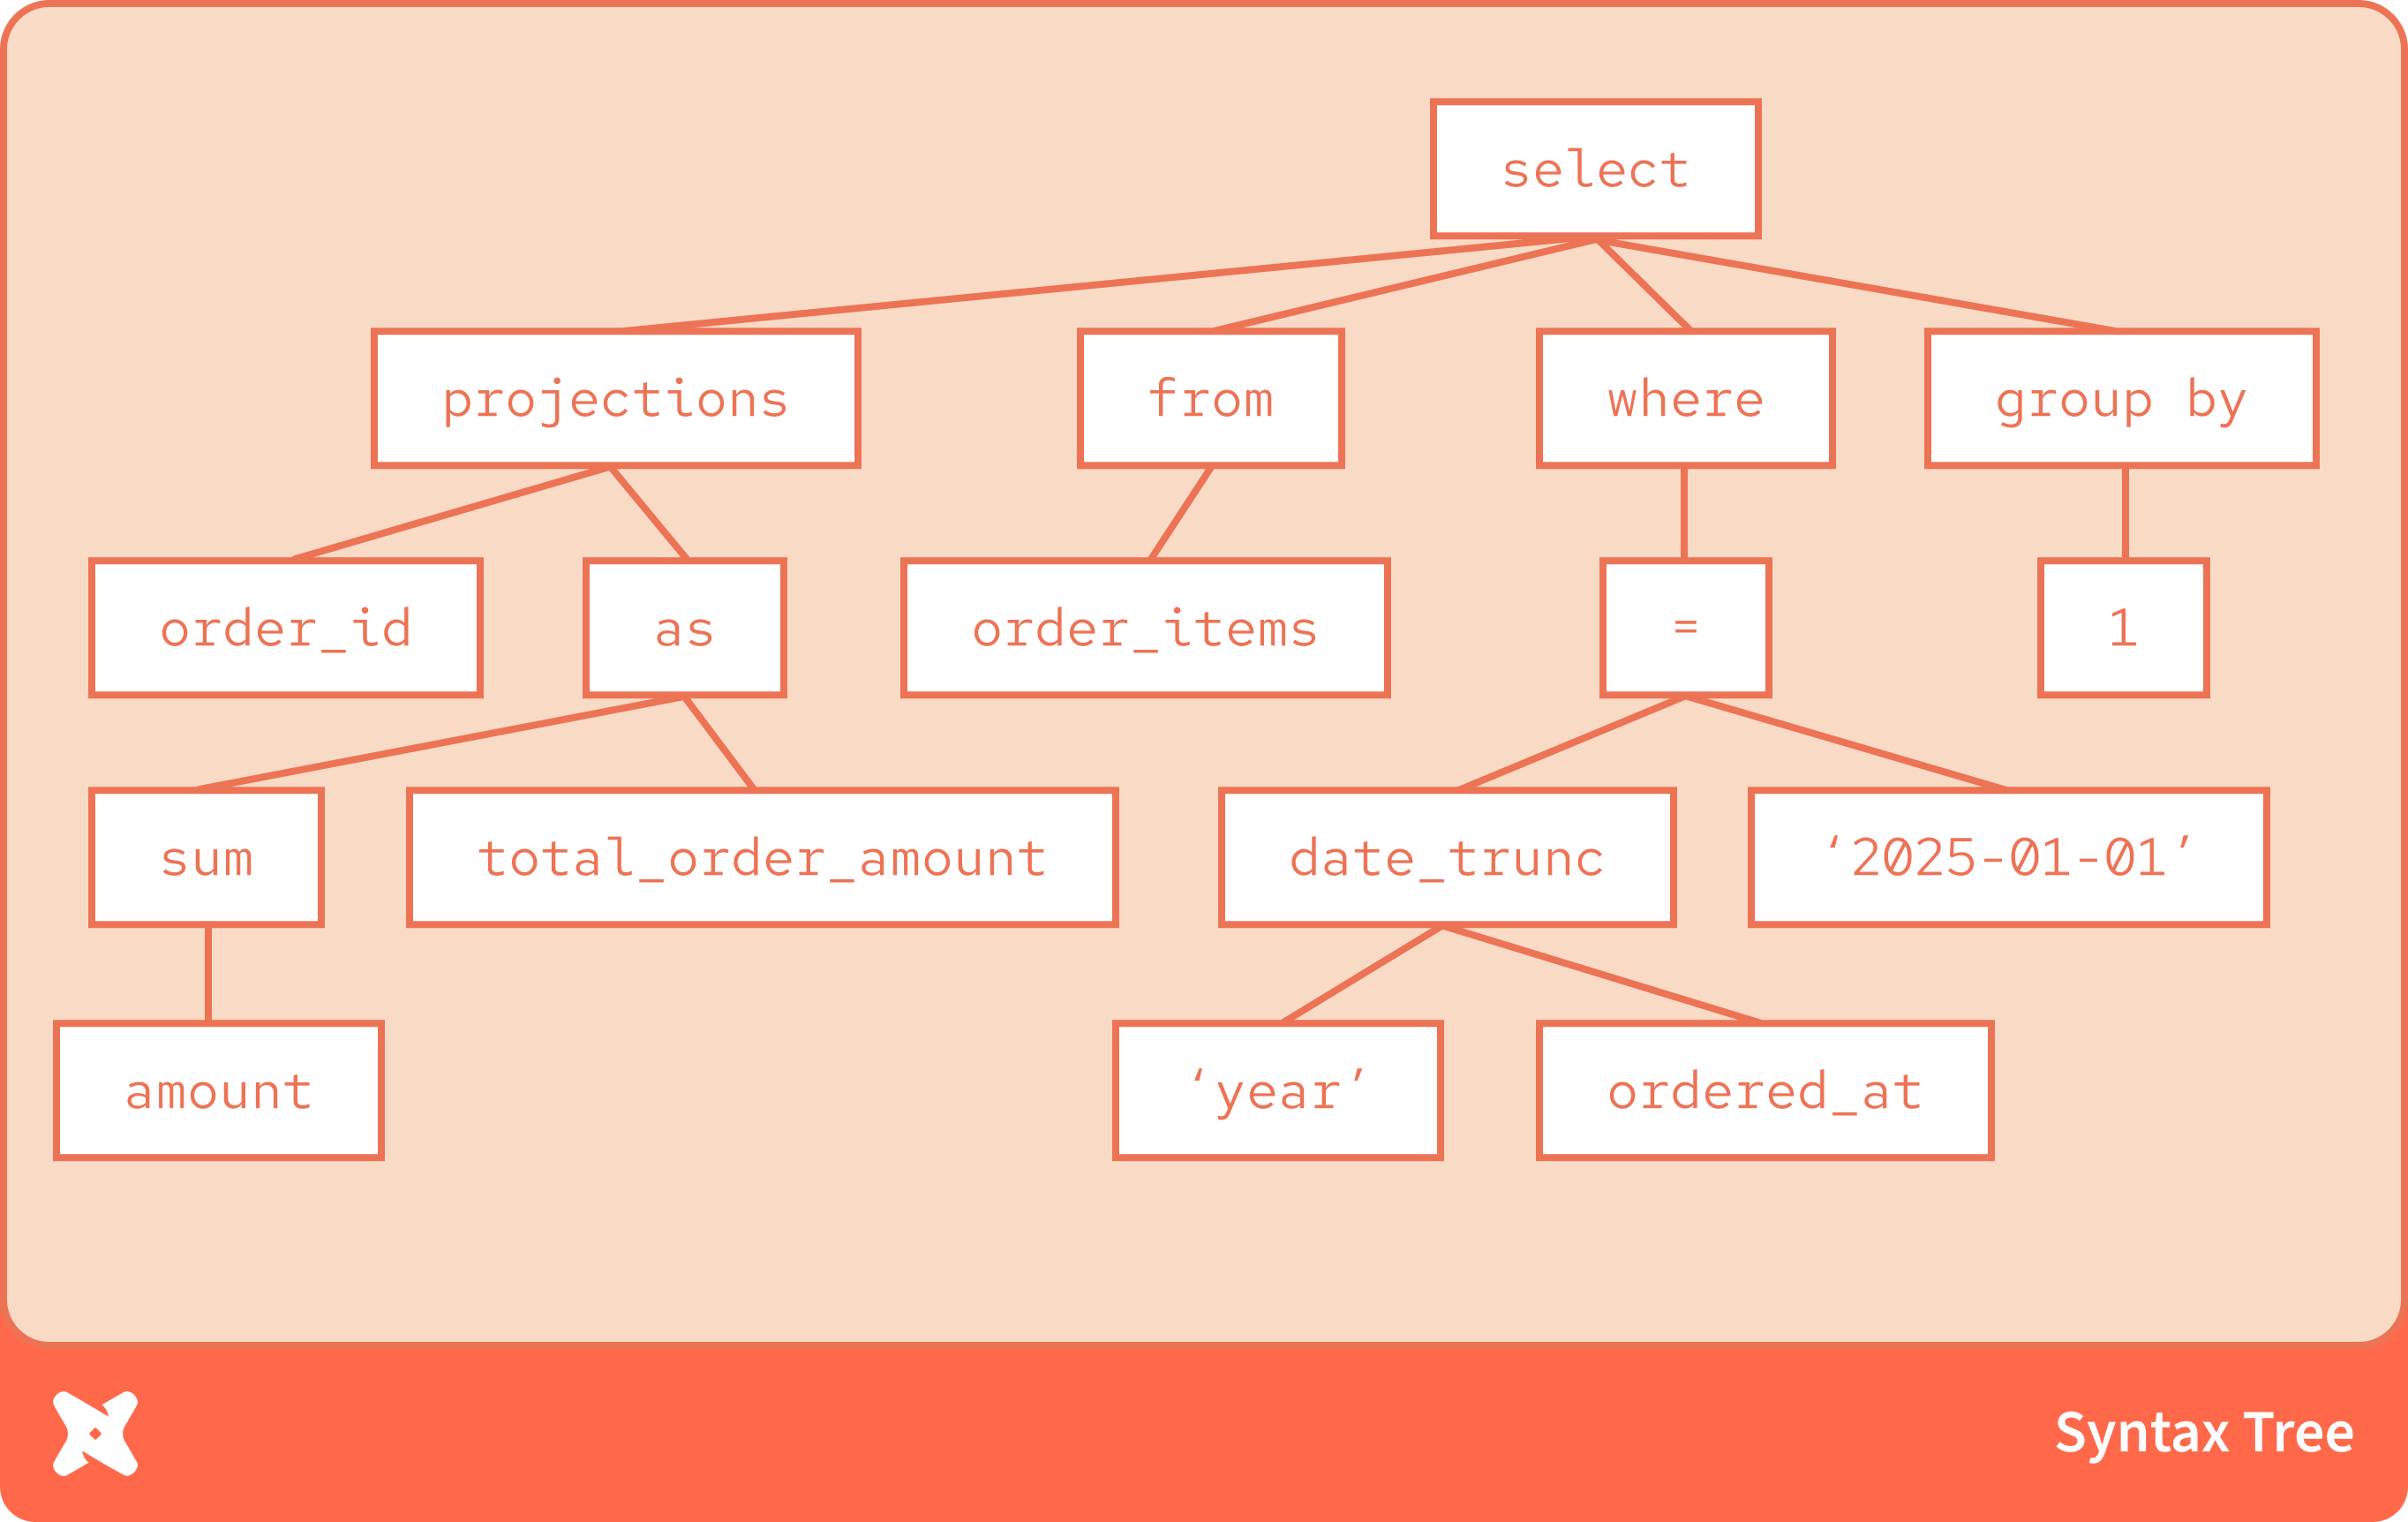 select
projections
from
where
group by
order_id
as
order_items
=
1
sum
total_order_amount
date_trunc
‘2025-01-01’
amount
‘year‘
ordered_at
Syntax Tree